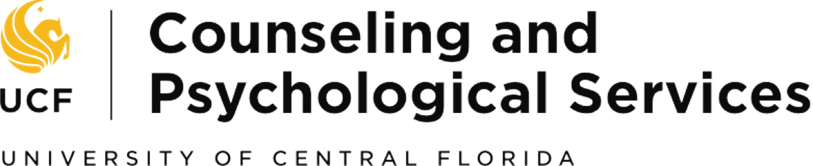 Counseling and
Psychological Services
UCF
UNIVERSITY OF CENTRAL FLORIDA